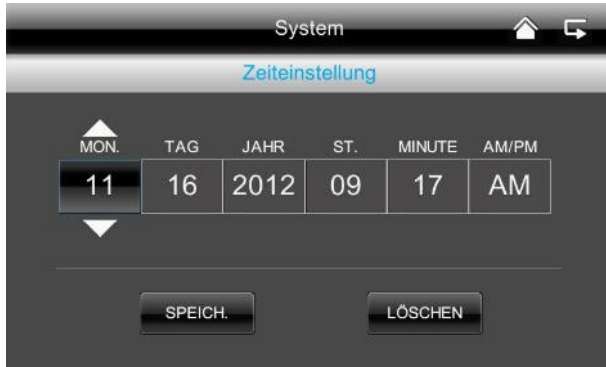 System
Zeiteinstellung
MON. TAG JAHR ST. MINUTE AM/PM
11 16 2012 09 17 AM
SPEICH. LÖSCHEN